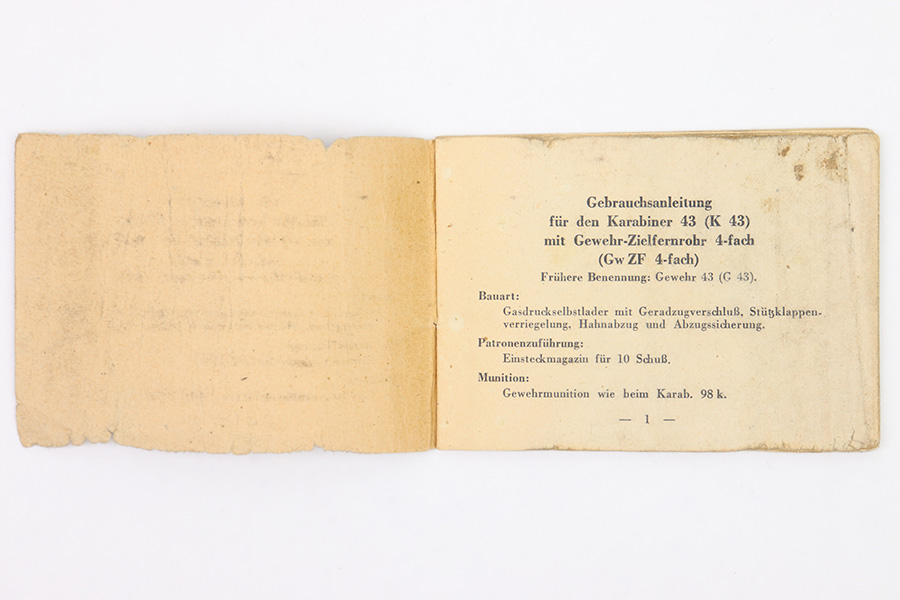 Gebrauchsanleitung
für den Karabiner 43 (K 43)
mit Gewehr-Zielfernrohr 4-fach
(Gw ZF 4-fach)
Frühere Benennung: Gewehr 43 (G 43).
Bauart:
Gasdruckselbstlader mit Geradzugverschluß, Stützklappen-
verriegelung, Hahnabzug und Abzugssicherung.
Patronenzuführung:
Einsteckmagazin für 10 Schuß.
Munition:
Gewehrmunition wie beim Karab. 98 k.
— 1 —